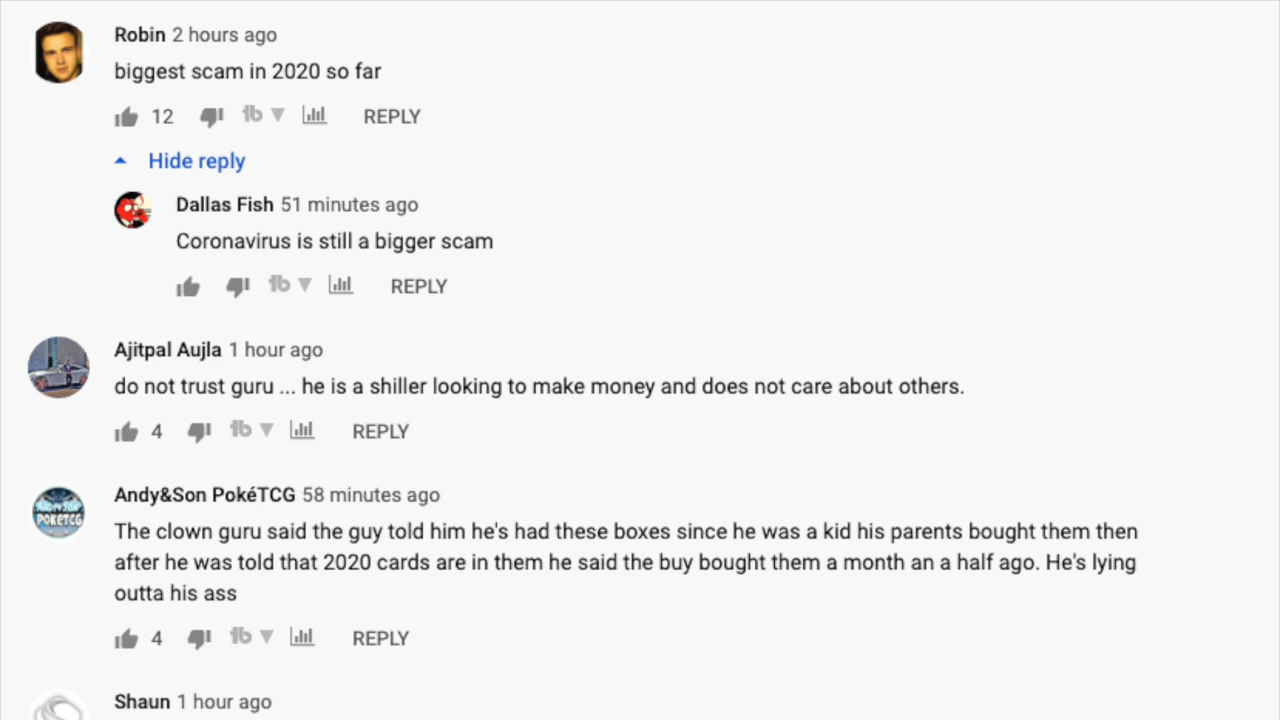 Robin 2 hours ago
biggest scam in 2020 so far
12 REPLY
Hide reply
Dallas Fish 51 minutes ago
Coronavirus is still a bigger scam
REPLY
Ajitpal Aujla 1 hour ago
do not trust guru ... he is a shiller looking to make money and does not care about others.
4 REPLY
Andy&Son PokéTCG 58 minutes ago
The clown guru said the guy told him he's had these boxes since he was a kid his parents bought them then
after he was told that 2020 cards are in them he said the buy bought them a month an a half ago. He's lying
outta his ass
4 REPLY
Shaun 1 hour ago